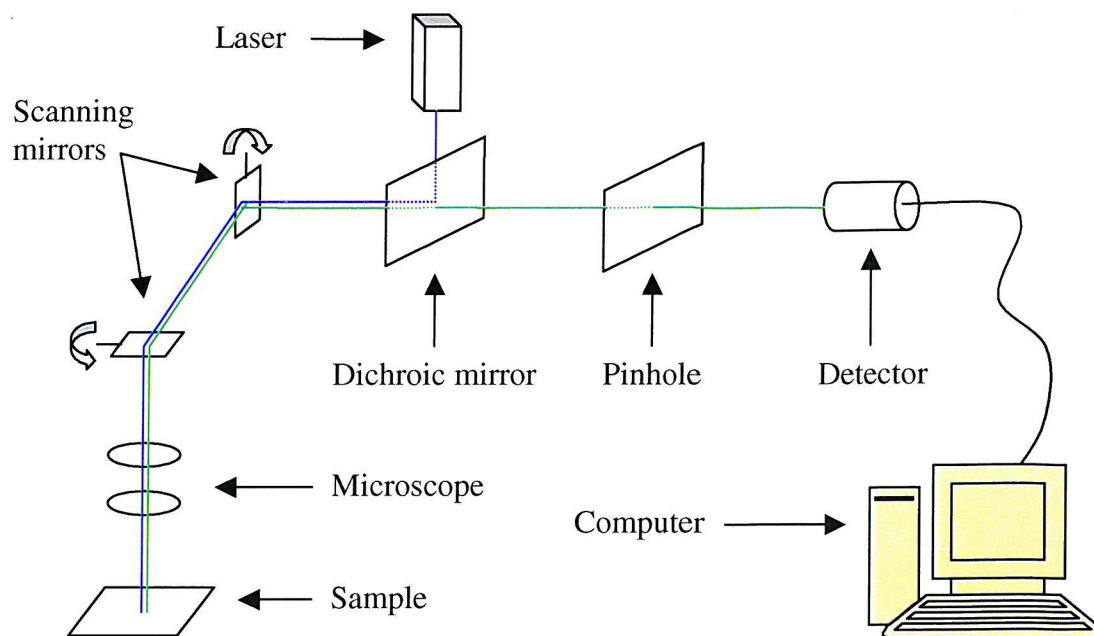 Laser
Scanning
mirrors
Dichroic mirror
Pinhole
Detector
Microscope
Computer
Sample